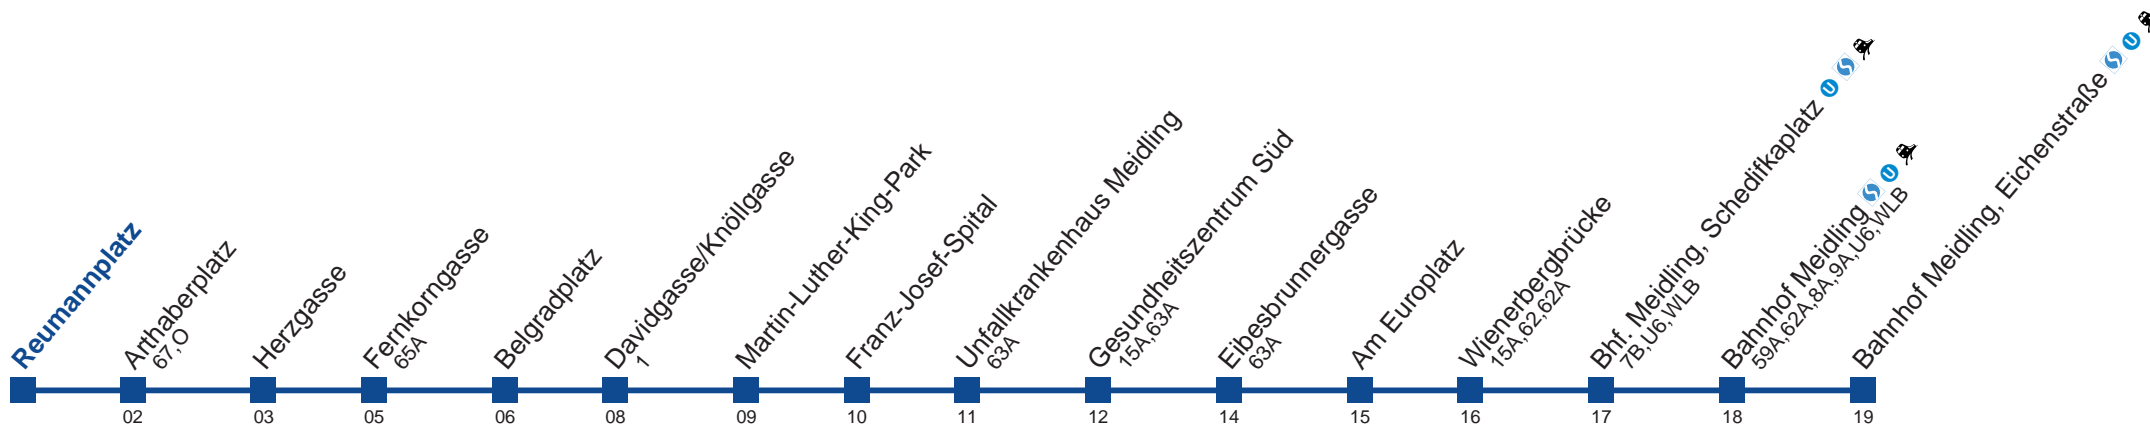 Reumannplatz
Arthaberplatz
67,O
Herzgasse
Fernkorngasse
65A
Belgradplatz
Davidgasse/Knöllgasse
1
Martin-Luther-King-Park
Franz-Josef-Spital
Unfallkrankenhaus Meidling
63A
Gesundheitszentrum Süd
15A,63A
Eibesbrunnergasse
63A
Am Europlatz
Wienerbergbrücke
15A,62,62A
Bhf. Meidling, Schedifkaplatz U S
7B,U6,WLB
Bahnhof Meidling S U
59A,62A,8A,9A,U6,WLB
Bahnhof Meidling, Eichenstraße S U
02 03 05 06 08 09 10 11 12 14 15 16 17 18 19